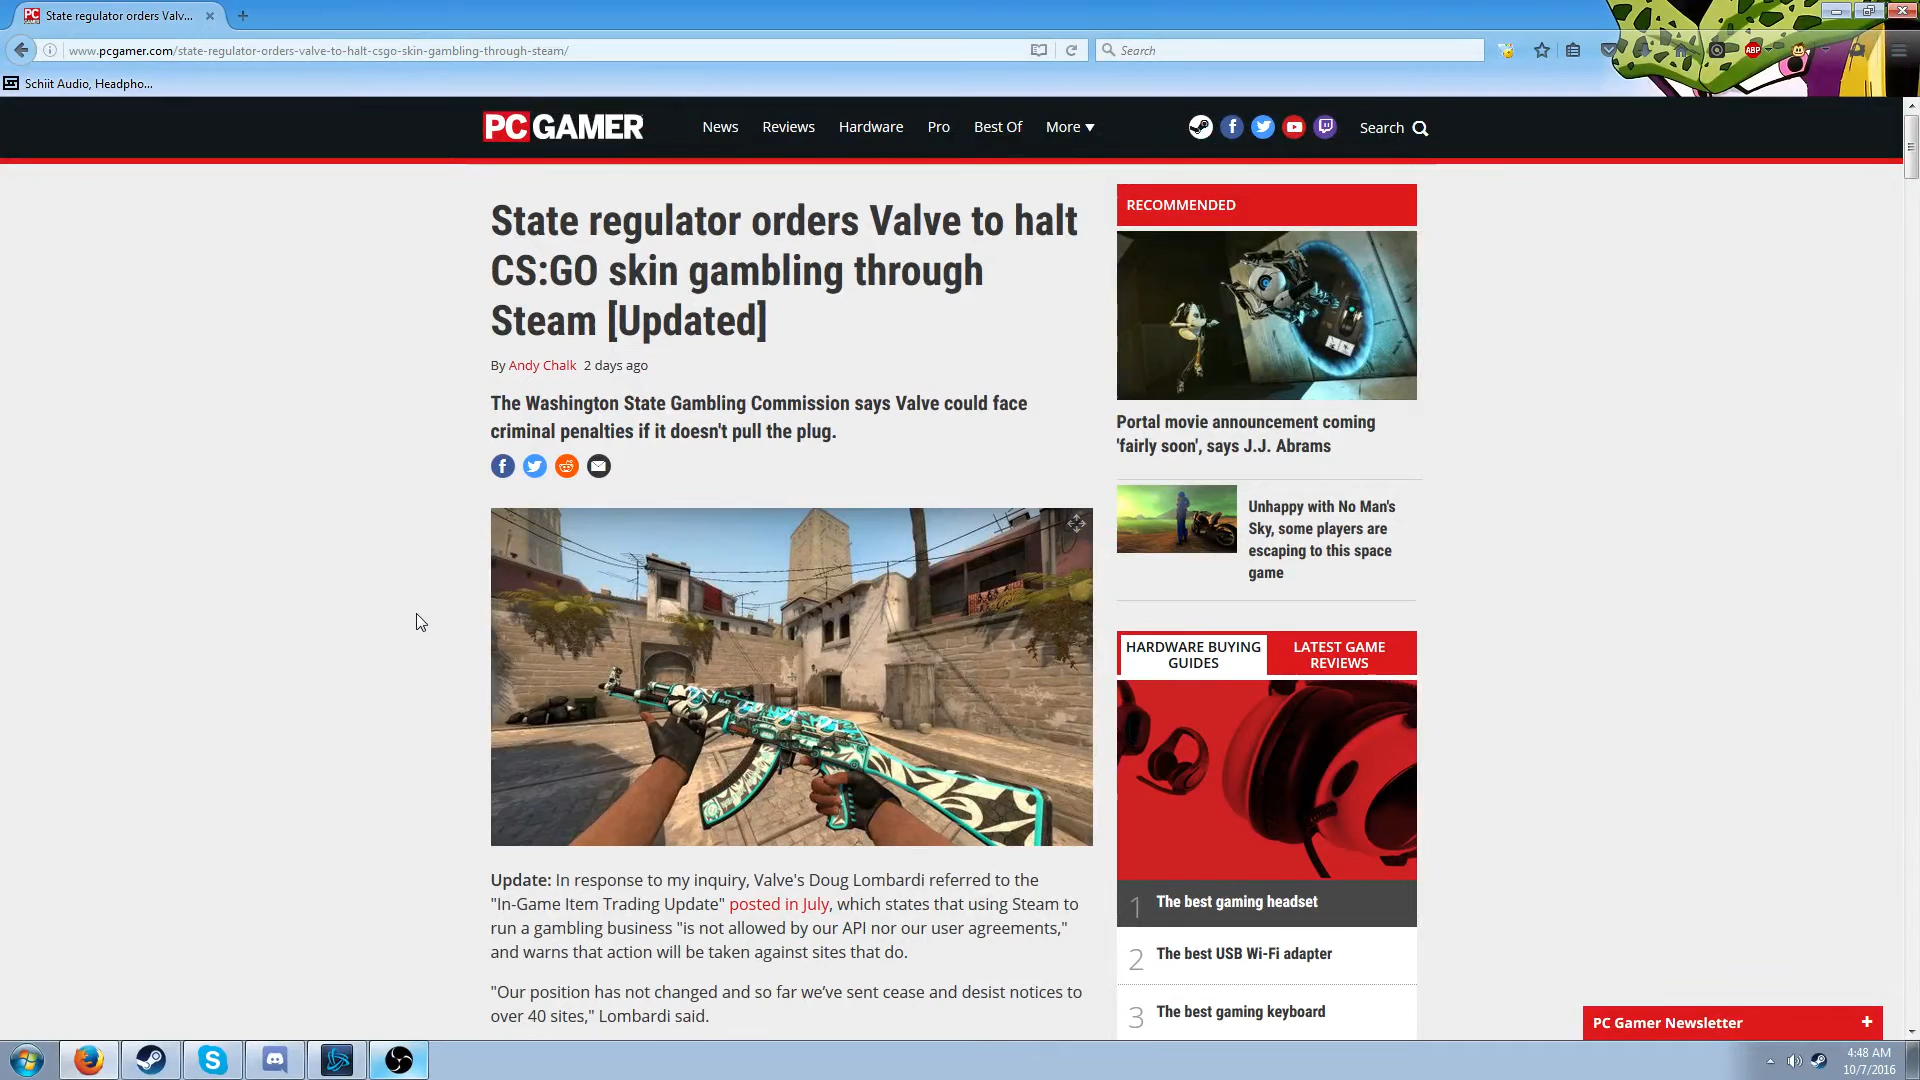 State regulator orders Valv...
www.pcgamer.com/state-regulator-orders-valve-to-halt-csgo-skin-gambling-through-steam/
Search
ABP
Schiit Audio, Headpho...
PC GAMER
News
Reviews
Hardware
Pro
Best Of
More
Search
State regulator orders Valve to halt
CS:GO skin gambling through
Steam [Updated]
By Andy Chalk 2 days ago
The Washington State Gambling Commission says Valve could face
criminal penalties if it doesn't pull the plug.
Update: In response to my inquiry, Valve's Doug Lombardi referred to the
"In-Game Item Trading Update" posted in July, which states that using Steam to
run a gambling business "is not allowed by our API nor our user agreements,"
and warns that action will be taken against sites that do.
"Our position has not changed and so far we've sent cease and desist notices to
over 40 sites," Lombardi said.
RECOMMENDED
Portal movie announcement coming
'fairly soon', says J.J. Abrams
Unhappy with No Man's
Sky, some players are
escaping to this space
game
HARDWARE BUYING
GUIDES
LATEST GAME
REVIEWS
1 The best gaming headset
2 The best USB Wi-Fi adapter
3 The best gaming keyboard
PC Gamer Newsletter +
4:48 AM
10/7/2016